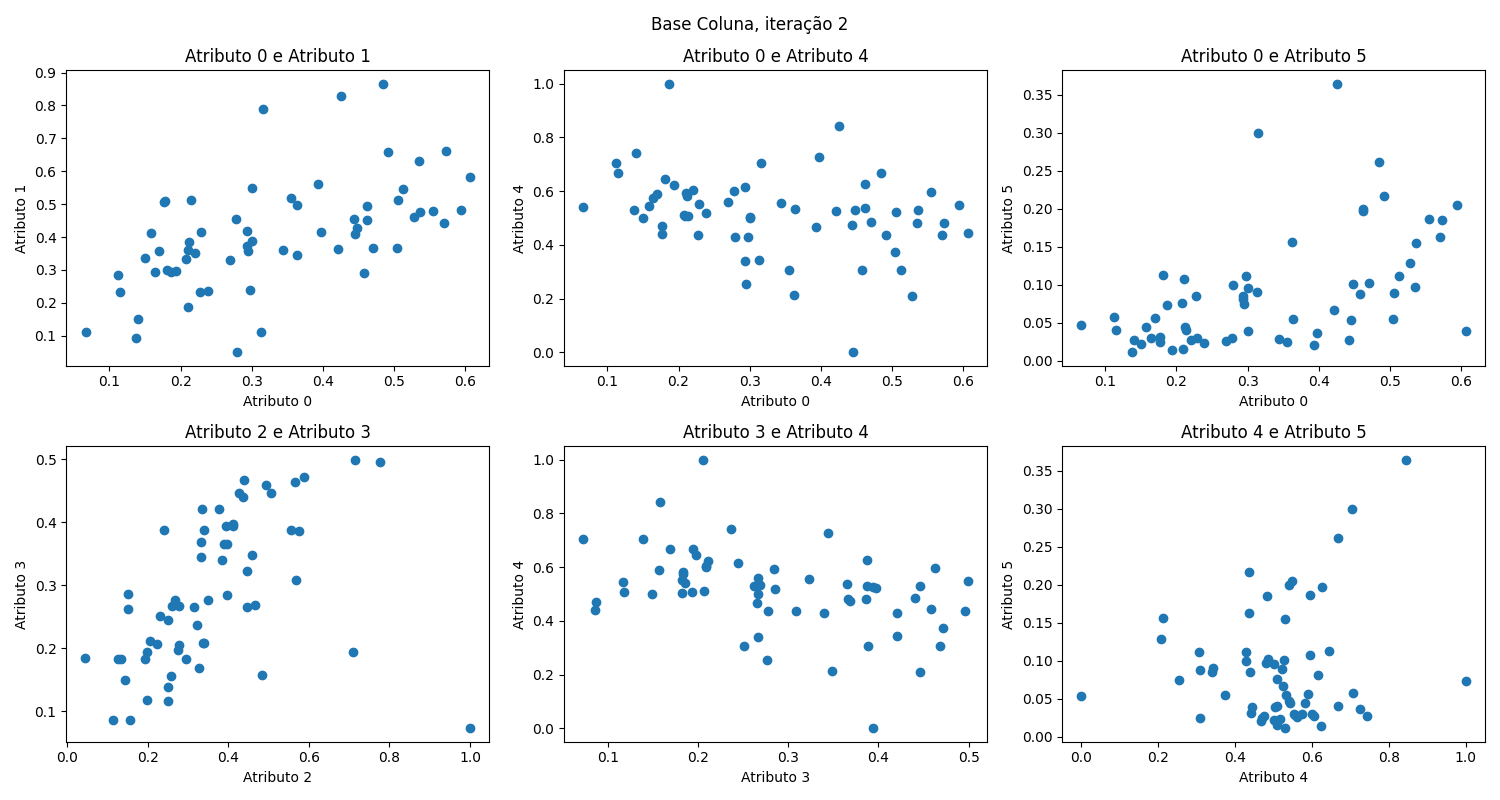 Base Coluna, iteração 2
Atributo 0 e Atributo 1
0.9
0.8
0.7
0.6
0.5
0.4
0.3
0.2
0.1
Atributo 1
0.1 0.2 0.3 0.4 0.5 0.6
Atributo 0
Atributo 0 e Atributo 4
1.0
0.8
0.6
0.4
0.2
0.0
Atributo 4
0.1 0.2 0.3 0.4 0.5 0.6
Atributo 0
Atributo 0 e Atributo 5
0.35
0.30
0.25
0.20
0.15
0.10
0.05
0.00
Atributo 5
0.1 0.2 0.3 0.4 0.5 0.6
Atributo 0
Atributo 2 e Atributo 3
0.5
0.4
0.3
0.2
0.1
Atributo 3
0.0 0.2 0.4 0.6 0.8 1.0
Atributo 2
Atributo 3 e Atributo 4
1.0
0.8
0.6
0.4
0.2
0.0
Atributo 4
0.1 0.2 0.3 0.4 0.5
Atributo 3
Atributo 4 e Atributo 5
0.35
0.30
0.25
0.20
0.15
0.10
0.05
0.00
Atributo 5
0.0 0.2 0.4 0.6 0.8 1.0
Atributo 4